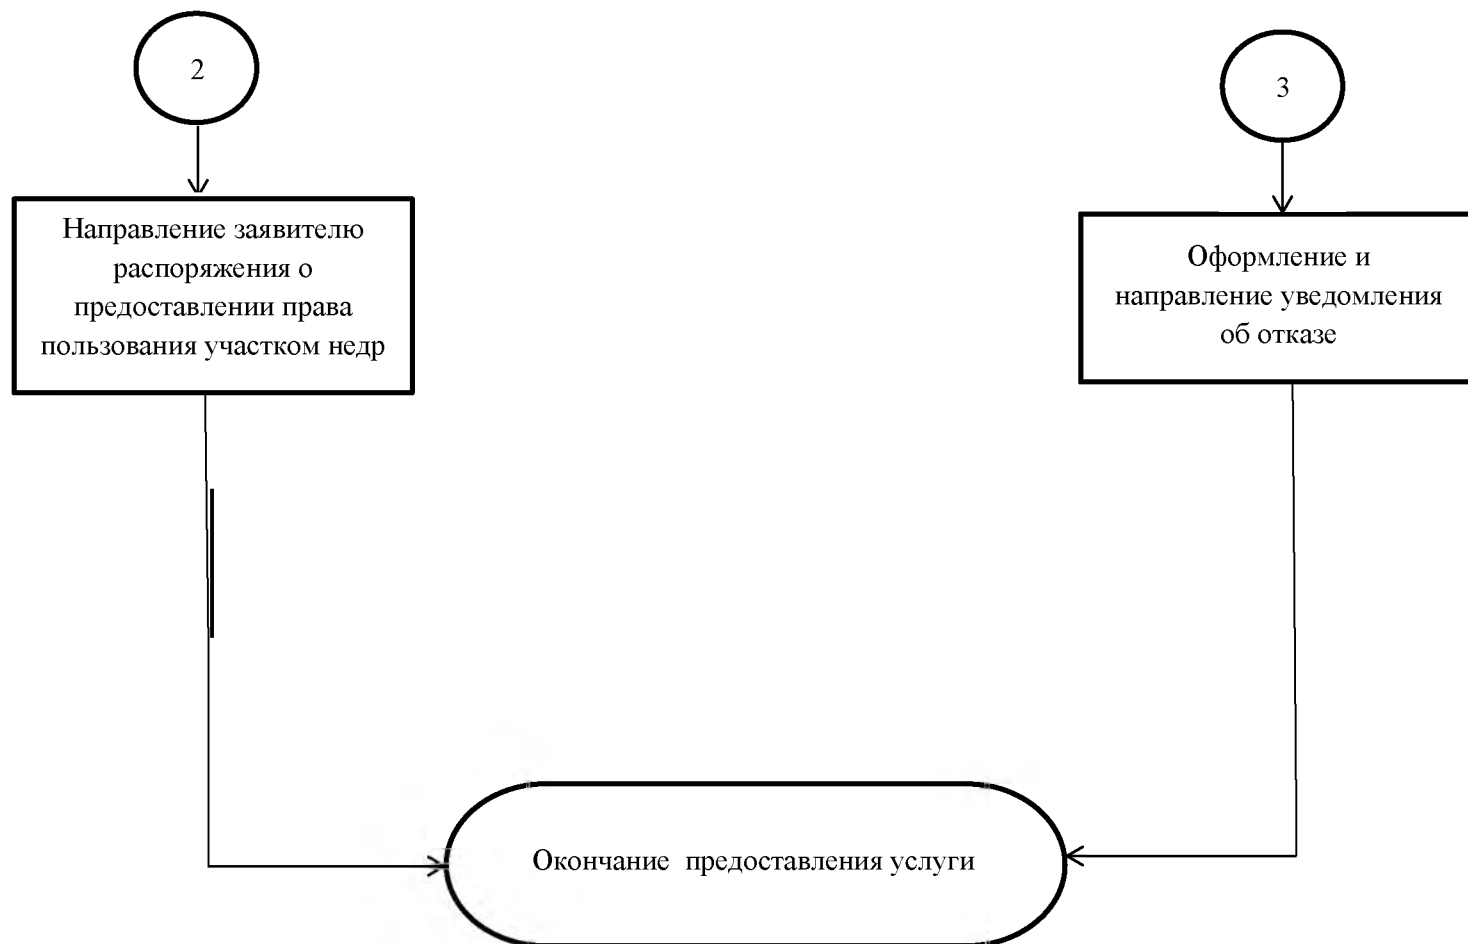 2
Направление заявителю
распоряжения о
предоставлении права
пользования участком недр
3
Оформление и
направление уведомления
об отказе
Окончание  предоставления услуги